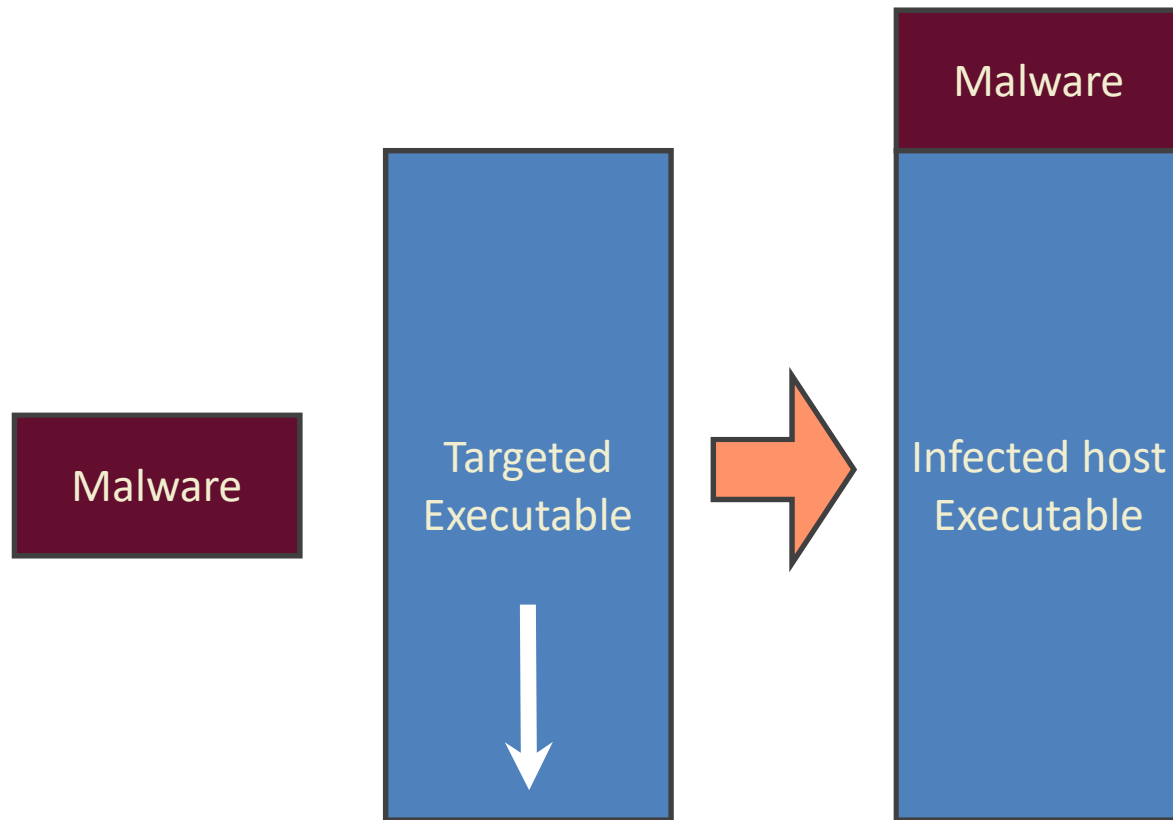 Malware
Malware
Targeted
Executable
Infected host
Executable